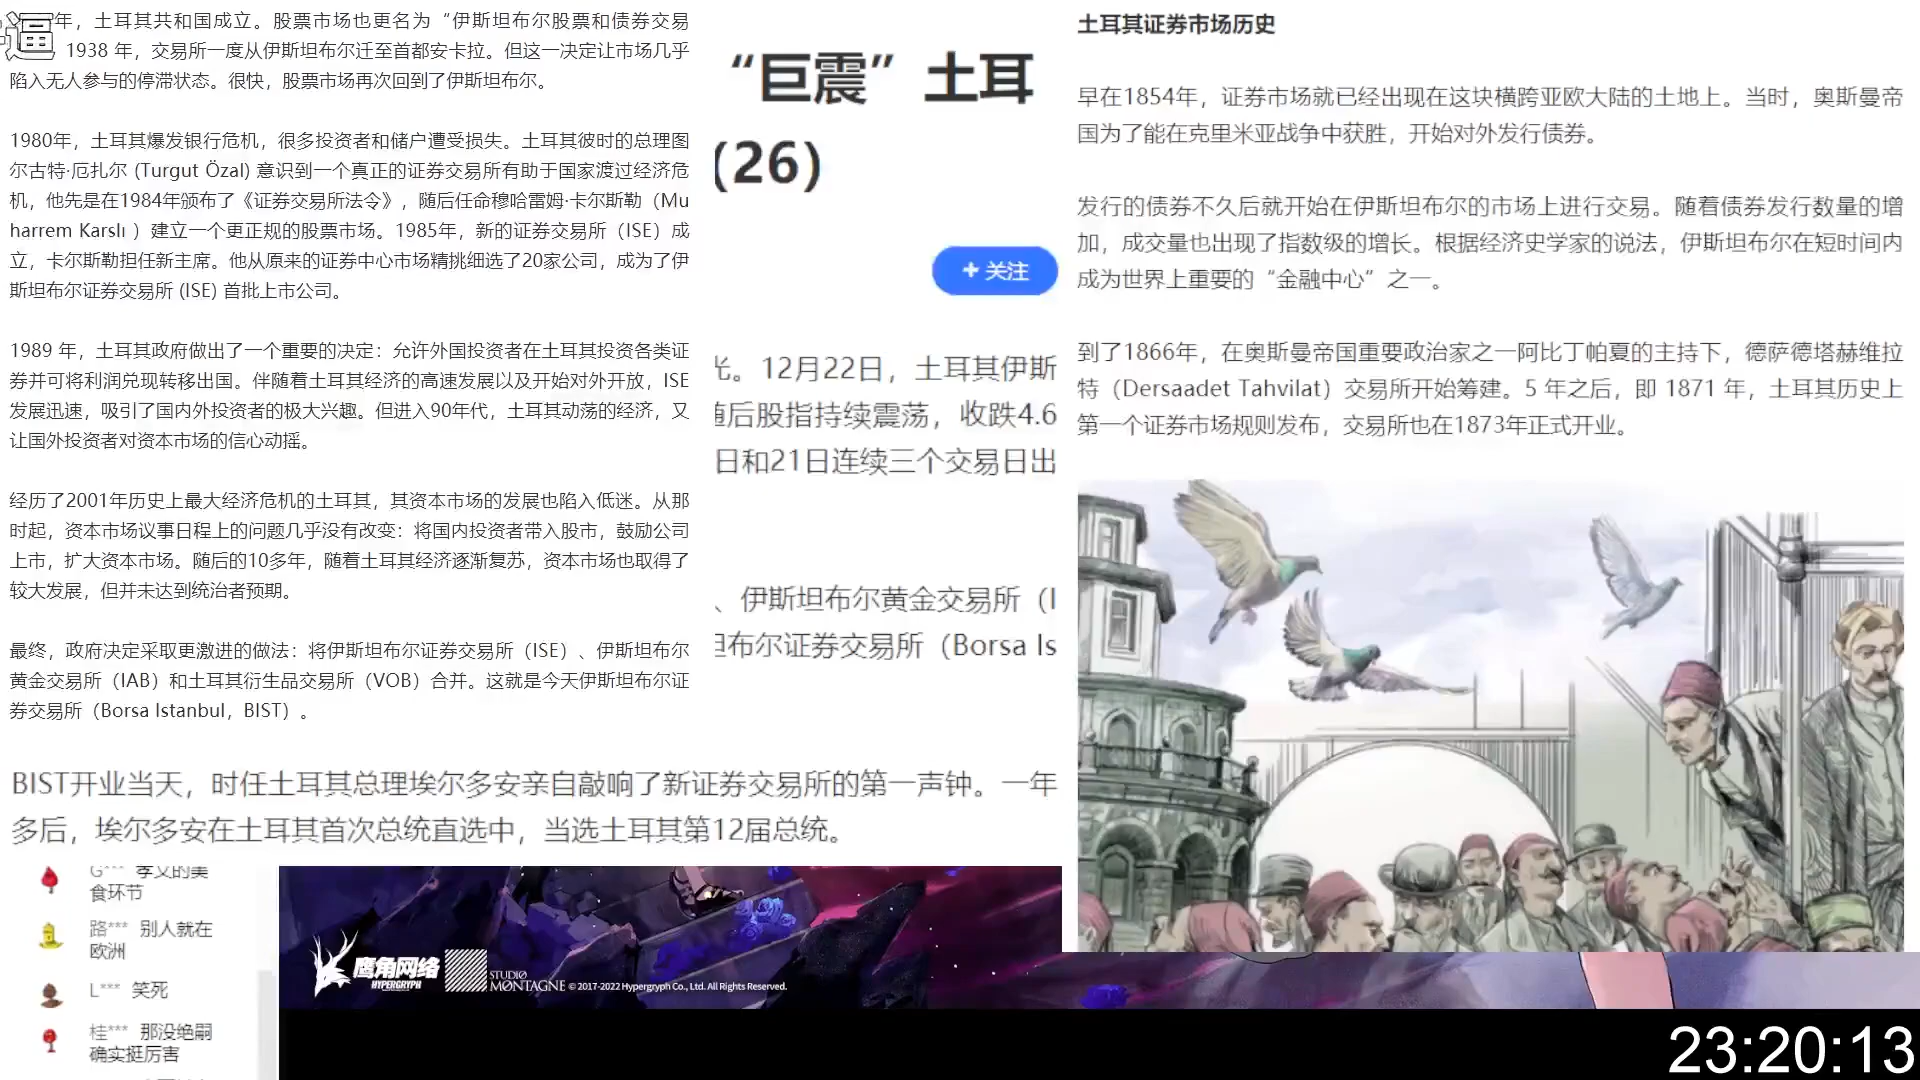 年，土耳其共和国成立。股票市场也更名为“伊斯坦布尔股票和债券交易
1938 年，交易所一度从伊斯坦布尔迁至首都安卡拉。但这一决定让市场几乎
陷入无人参与的停滞状态。很快，股票市场再次回到了伊斯坦布尔。
1980年，土耳其爆发银行危机，很多投资者和储户遭受损失。土耳其彼时的总理图
尔古特·厄扎尔 (Turgut Özal) 意识到一个真正的证券交易所有助于国家渡过经济危
机，他先是在1984年颁布了《证券交易所法令》，随后任命穆哈雷姆·卡尔斯勒（Mu
harrem Karslı ）建立一个更正规的股票市场。1985年，新的证券交易所（ISE）成
立，卡尔斯勒担任新主席。他从原来的证券中心市场精挑细选了20家公司，成为了伊
斯坦布尔证券交易所 (ISE) 首批上市公司。
1989 年，土耳其政府做出了一个重要的决定：允许外国投资者在土耳其投资各类证
券并可将利润兑现转移出国。伴随着土耳其经济的高速发展以及开始对外开放，ISE
发展迅速，吸引了国内外投资者的极大兴趣。但进入90年代，土耳其动荡的经济，又
让国外投资者对资本市场的信心动摇。
经历了2001年历史上最大经济危机的土耳其，其资本市场的发展也陷入低迷。从那
时起，资本市场议事日程上的问题几乎没有改变：将国内投资者带入股市，鼓励公司
上市，扩大资本市场。随后的10多年，随着土耳其经济逐渐复苏，资本市场也取得了
较大发展，但并未达到统治者预期。
最终，政府决定采取更激进的做法：将伊斯坦布尔证券交易所（ISE）、伊斯坦布尔
黄金交易所（IAB）和土耳其衍生品交易所（VOB）合并。这就是今天伊斯坦布尔证
券交易所（Borsa Istanbul，BIST）。
“巨震” 土耳
(26)
+ 关注
光。12月22日，土耳其伊斯
随后股指持续震荡，收跌4.6
日和21日连续三个交易日出
、伊斯坦布尔黄金交易所（I
坦布尔证券交易所（Borsa Is
BIST开业当天，时任土耳其总理埃尔多安亲自敲响了新证券交易所的第一声钟。一年
多后，埃尔多安在土耳其首次总统直选中，当选土耳其第12届总统。
土耳其证券市场历史
早在1854年，证券市场就已经出现在这块横跨亚欧大陆的土地上。当时，奥斯曼帝
国为了能在克里米亚战争中获胜，开始对外发行债券。
发行的债券不久后就开始在伊斯坦布尔的市场上进行交易。随着债券发行数量的增
加，成交量也出现了指数级的增长。根据经济史学家的说法，伊斯坦布尔在短时间内
成为世界上重要的“金融中心”之一。
到了1866年，在奥斯曼帝国重要政治家之一阿比丁帕夏的主持下，德萨德塔赫维拉
特（Dersaadet Tahvilat）交易所开始筹建。5 年之后，即 1871 年，土耳其历史上
第一个证券市场规则发布，交易所也在1873年正式开业。
G*** 孝文的美
食环节
路*** 别人就在
欧洲
L*** 笑死
桂*** 那没绝嗣
确实挺厉害
鹰角网络
HYPERGRYPH
STUDIO
MØNTAGNE © 2017-2022 Hypergryph Co., Ltd. All Rights Reserved.
23:20:13